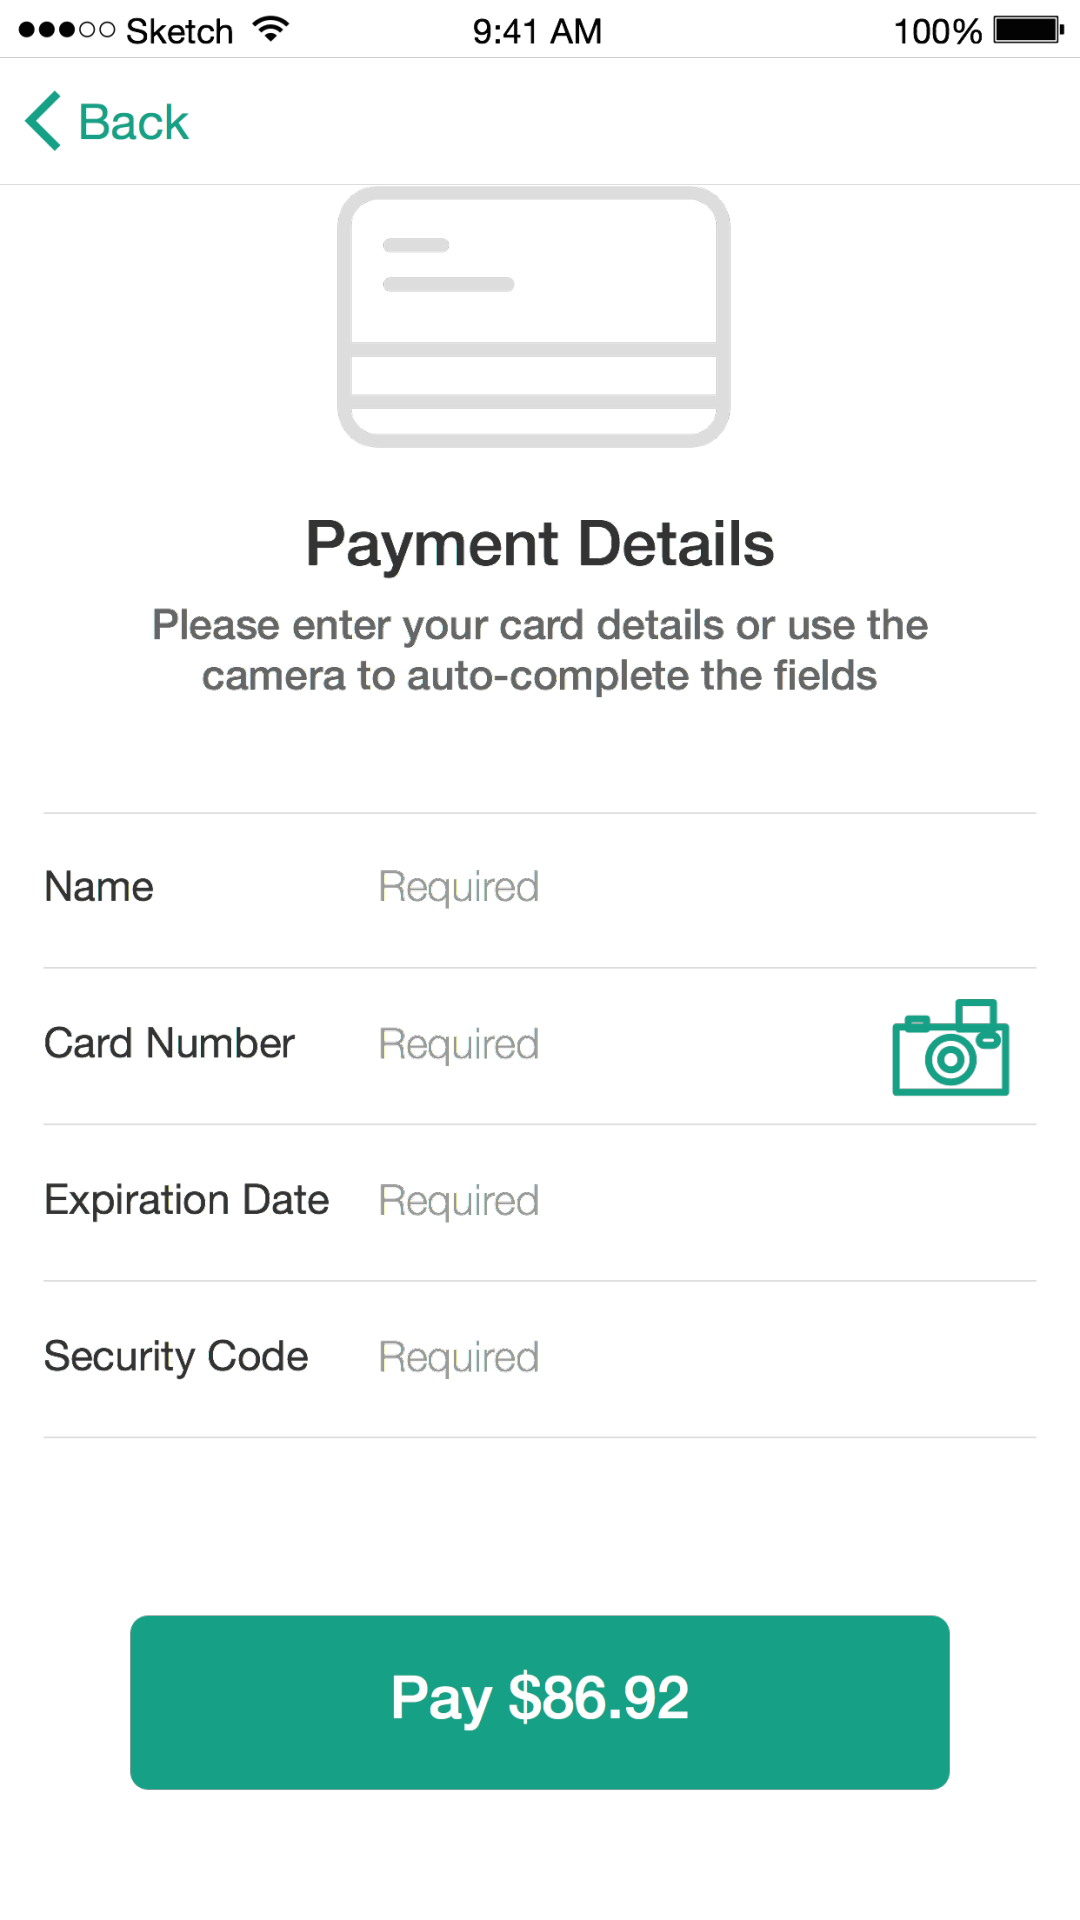 Sketch 9:41 AM 100%
Back
Payment Details
Please enter your card details or use the
camera to auto-complete the fields
Name Required
Card Number Required
Expiration Date Required
Security Code Required
Pay $86.92